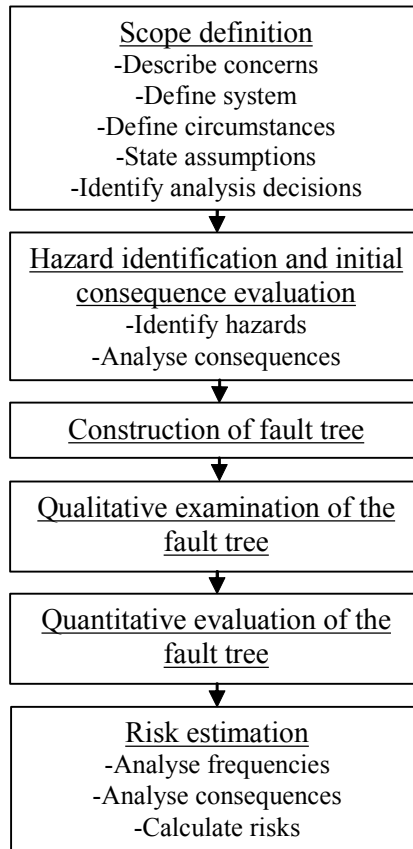 Scope definition
-Describe concerns
-Define system
-Define circumstances
-State assumptions
-Identify analysis decisions
Hazard identification and initial
consequence evaluation
-Identify hazards
-Analyse consequences
Construction of fault tree
Qualitative examination of the
fault tree
Quantitative evaluation of the
fault tree
Risk estimation
-Analyse frequencies
-Analyse consequences
-Calculate risks